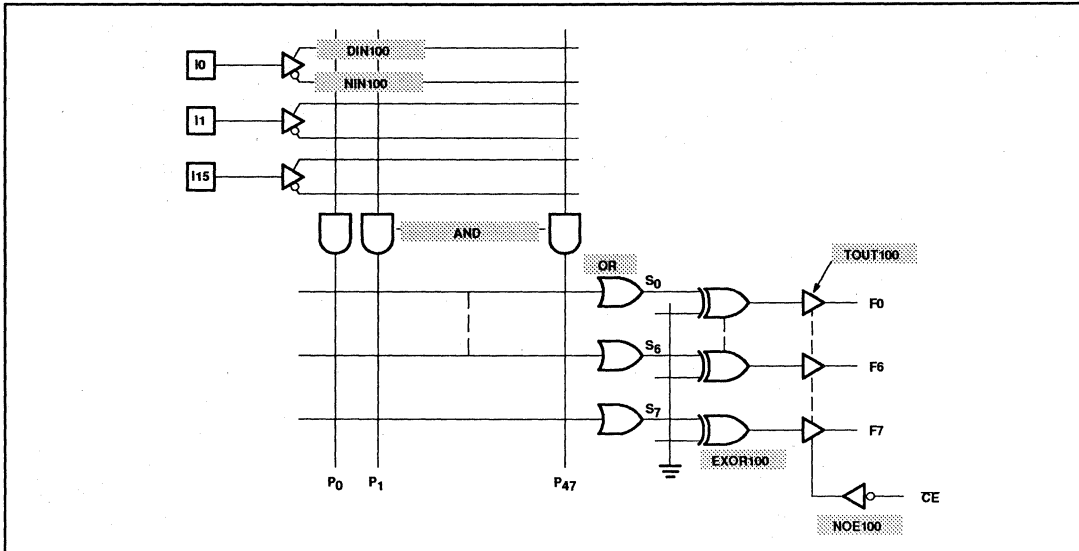 DIN100
I0
NIN100
I1
I15
AND
TOUT100
OR
S0
F0
S6
F6
S7
F7
EXOR100
P0 P1 P47
CE
NOE100